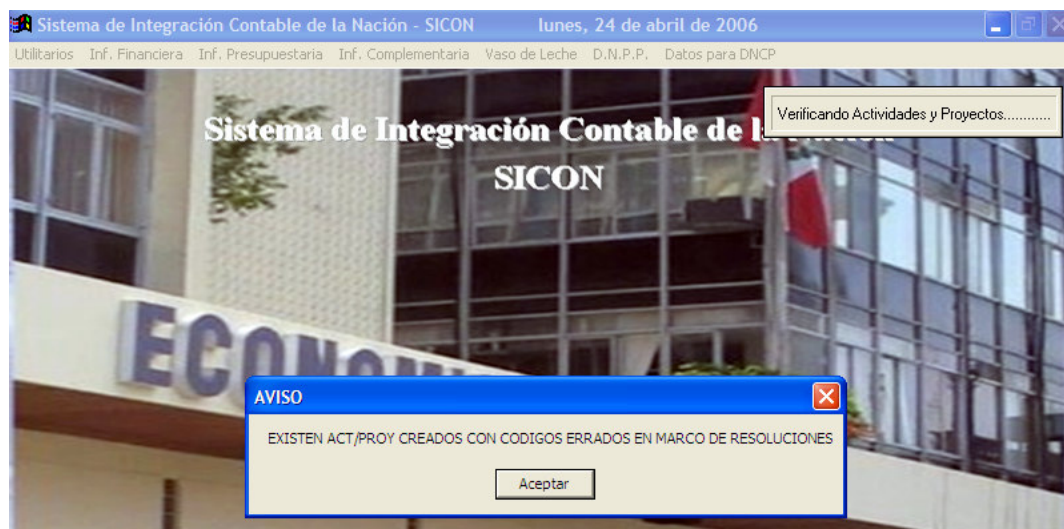 Sistema de Integración Contable de la Nación - SICON lunes, 24 de abril de 2006
Utilitarios Inf. Financiera Inf. Presupuestaria Inf. Complementaria Vaso de Leche D.N.P.P. Datos para DNCP
Verificando Actividades y Proyectos...........
Sistema de Integración Contable de la Nación
SICON
ECONOM
AVISO
EXISTEN ACT/PROY CREADOS CON CODIGOS ERRADOS EN MARCO DE RESOLUCIONES
Aceptar